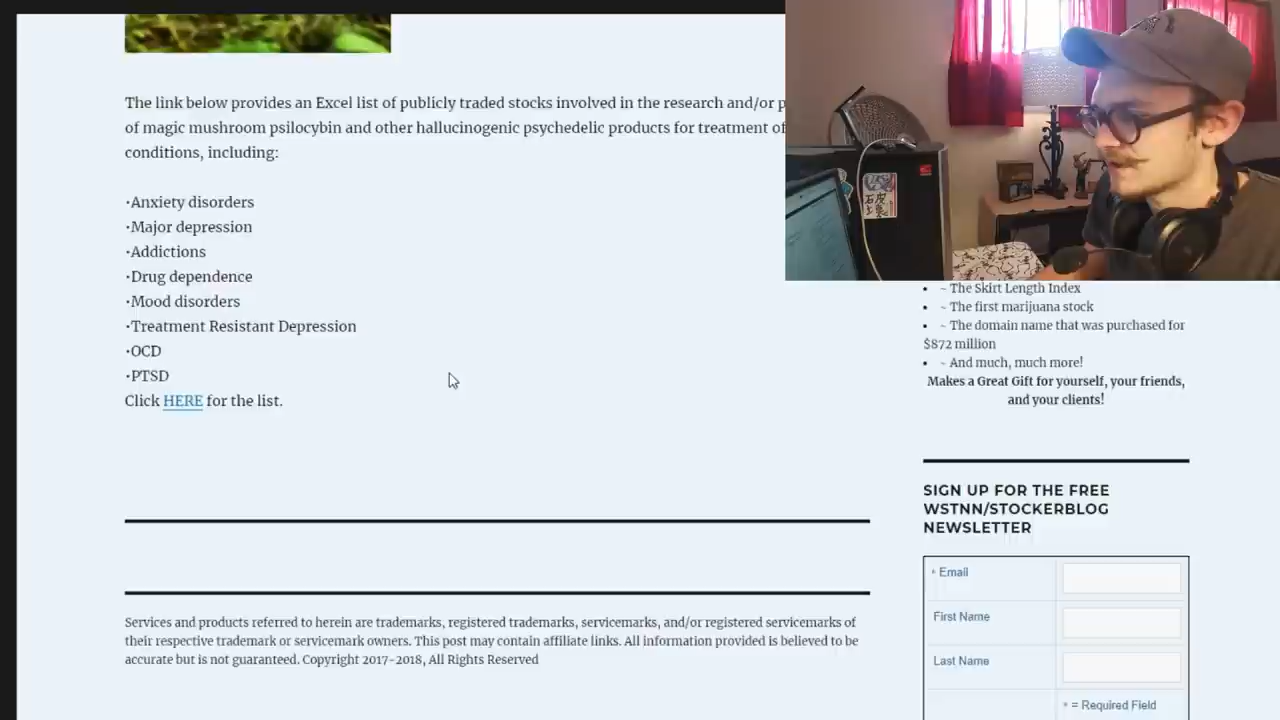 The link below provides an Excel list of publicly traded stocks involved in the research and/or
of magic mushroom psilocybin and other hallucinogenic psychedelic products for treatment of
conditions, including:
•Anxiety disorders
•Major depression
•Addictions
•Drug dependence
•Mood disorders
•Treatment Resistant Depression
•OCD
•PTSD
Click HERE for the list.
Services and products referred to herein are trademarks, registered trademarks, servicemarks, and/or registered servicemarks of
their respective trademark or servicemark owners. This post may contain affiliate links. All information provided is believed to be
accurate but is not guaranteed. Copyright 2017-2018, All Rights Reserved
• ~ The Skirt Length Index
• ~ The first marijuana stock
• ~ The domain name that was purchased for
$872 million
• ~ And much, much more!
Makes a Great Gift for yourself, your friends,
and your clients!
SIGN UP FOR THE FREE
WSTNN/STOCKERBLOG
NEWSLETTER
* Email
First Name
Last Name
* = Required Field